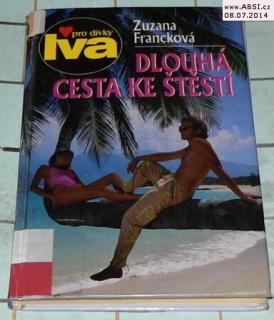 www.ABSI.cz
08.07.2014
pro dívky
Iva
Zuzana
Francková
DLOUHÁ
CESTA KE ŠTĚSTÍ